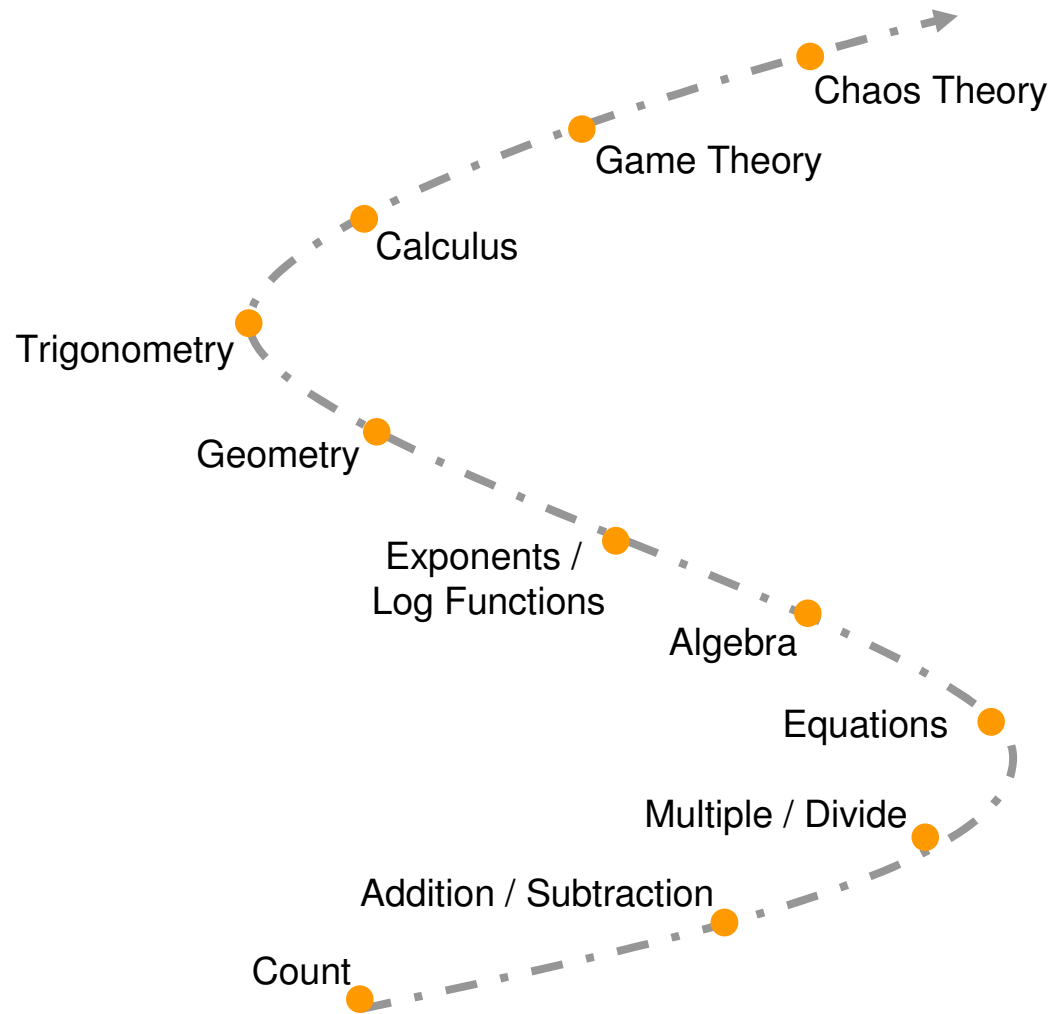 Chaos Theory
Game Theory
Calculus
Trigonometry
Geometry
Exponents /
Log Functions
Algebra
Equations
Multiple / Divide
Addition / Subtraction
Count